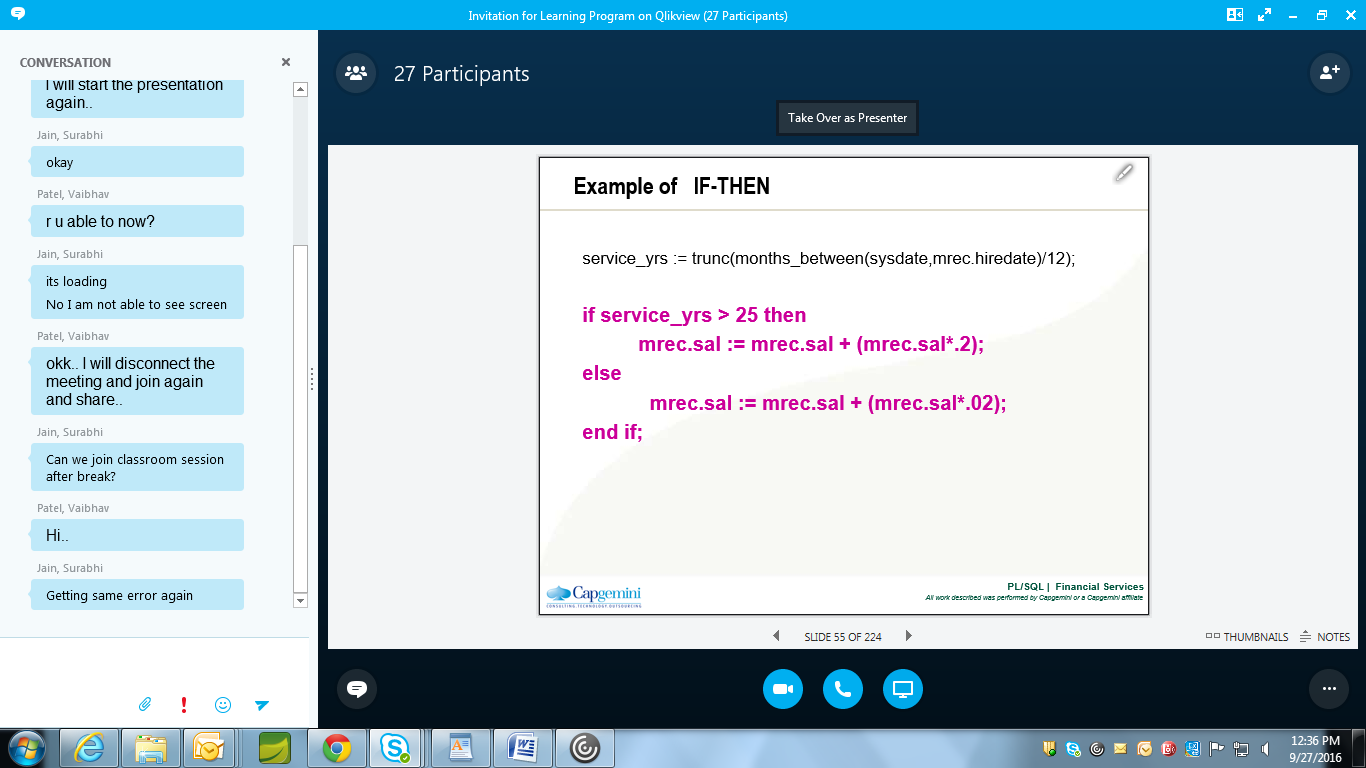 Invitation for Learning Program on Qlikview (27 Participants)
CONVERSATION
I will start the presentation
again..
Jain, Surabhi
okay
Patel, Vaibhav
r u able to now?
Jain, Surabhi
its loading
No I am not able to see screen
Patel, Vaibhav
okk.. I will disconnect the
meeting and join again
and share..
Jain, Surabhi
Can we join classroom session
after break?
Patel, Vaibhav
Hi..
Jain, Surabhi
Getting same error again
27 Participants
Take Over as Presenter
Example of IF-THEN
service_yrs := trunc(months_between(sysdate,mrec.hiredate)/12);
if service_yrs > 25 then
mrec.sal := mrec.sal + (mrec.sal*.2);
else
mrec.sal := mrec.sal + (mrec.sal*.02);
end if;
Capgemini
CONSULTING.TECHNOLOGY.OUTSOURCING
PL/SQL | Financial Services
All work described was performed by Capgemini or a Capgemini affiliate
SLIDE 55 OF 224
THUMBNAILS
NOTES
12:36 PM
9/27/2016